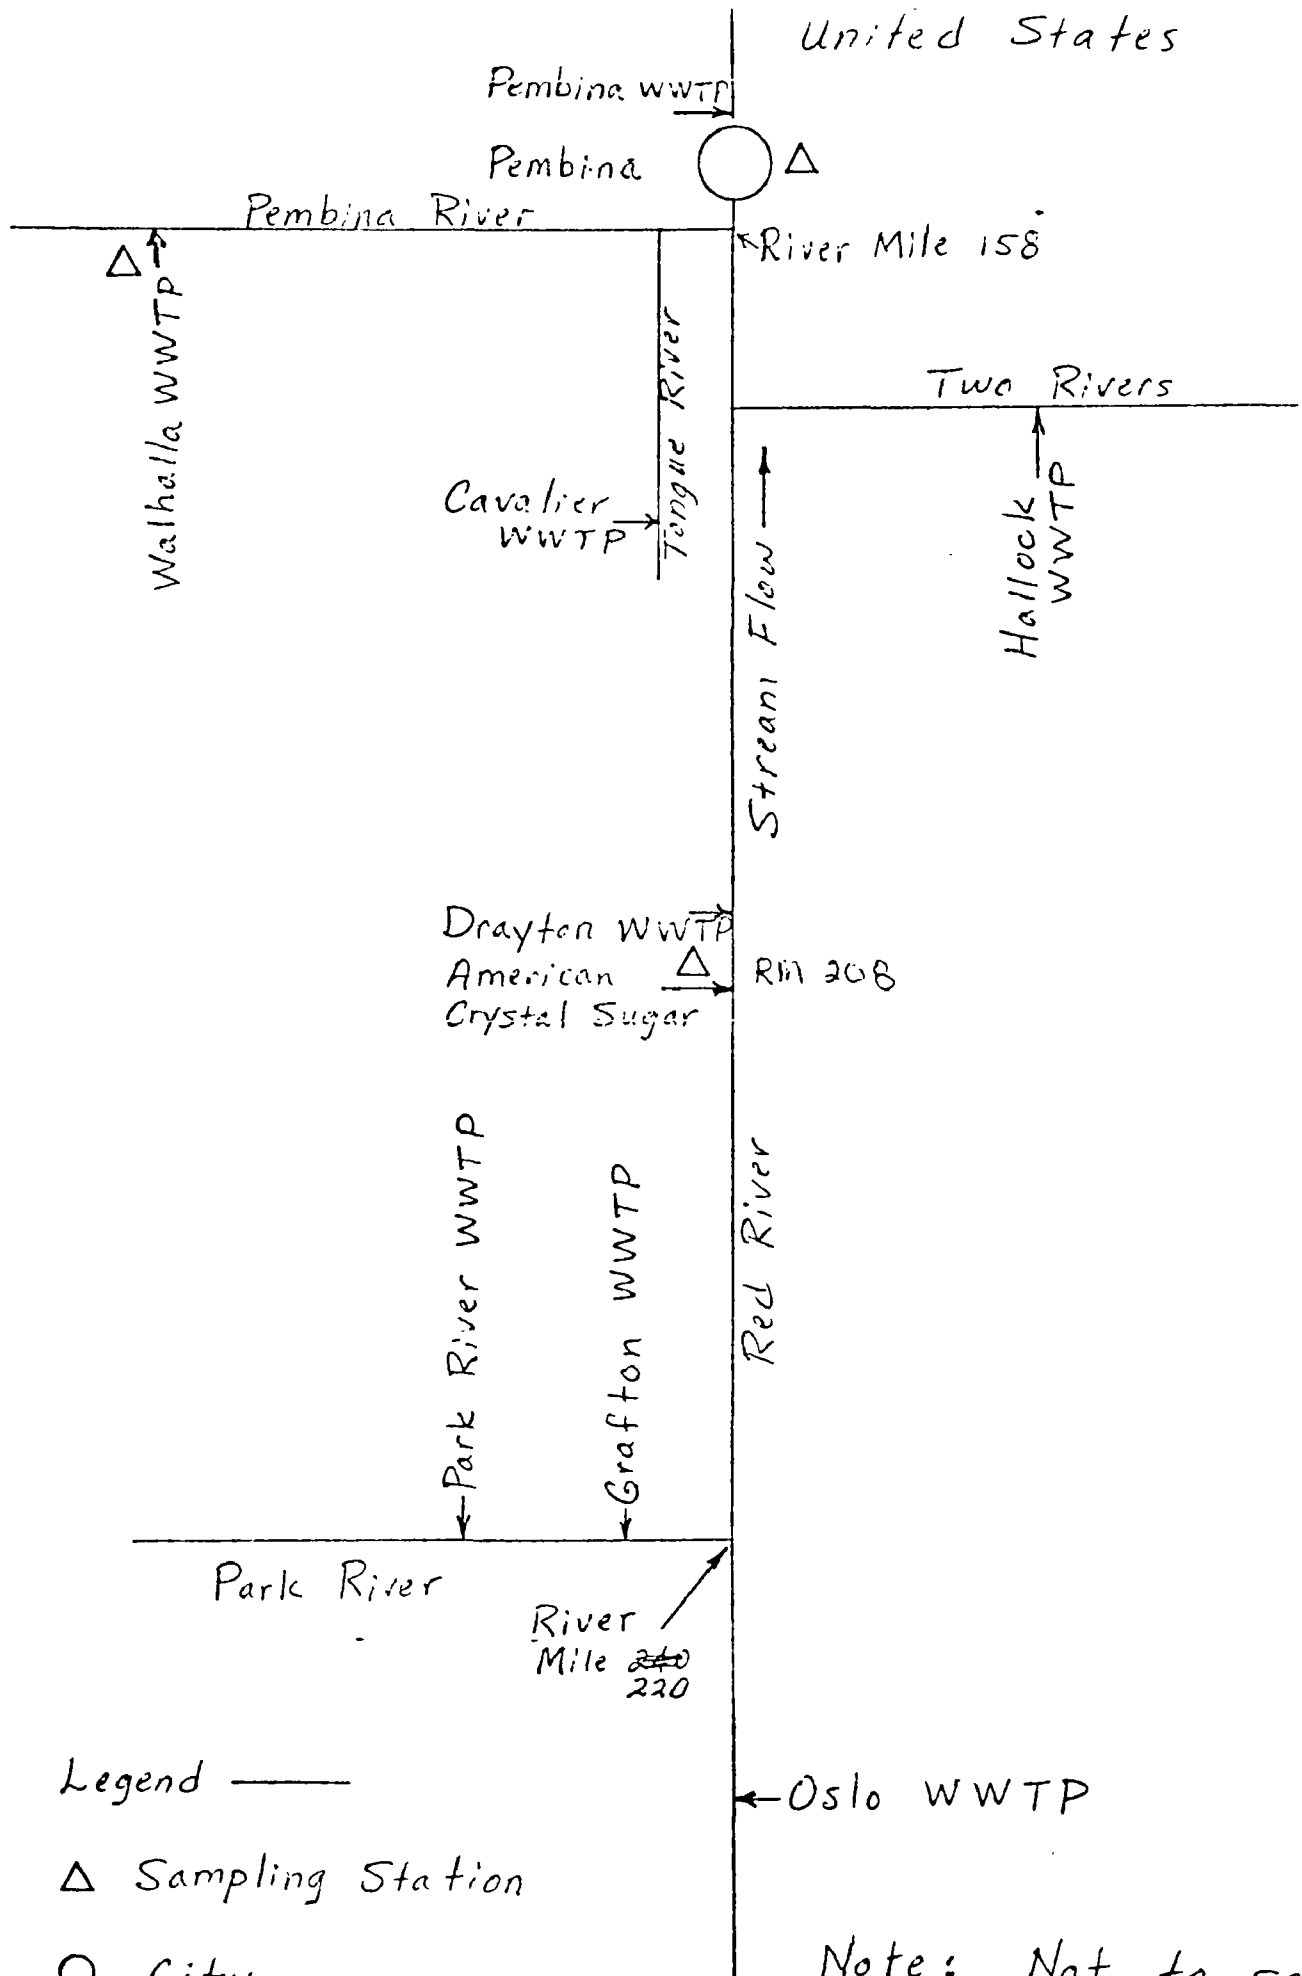 United States
Pembina WWTP
Pembina
Pembina River
River Mile 158
Walhalla WWTP
Tongue River
Two Rivers
Cavalier
WWTP
Hallock
WWTP
Stream Flow
Drayton WWTP
American
Crystal Sugar
RM 208
Park River WWTP
Grafton WWTP
Red River
Park River
River
Mile
220
Legend
Oslo WWTP
Sampling Station
City
Note: Not to